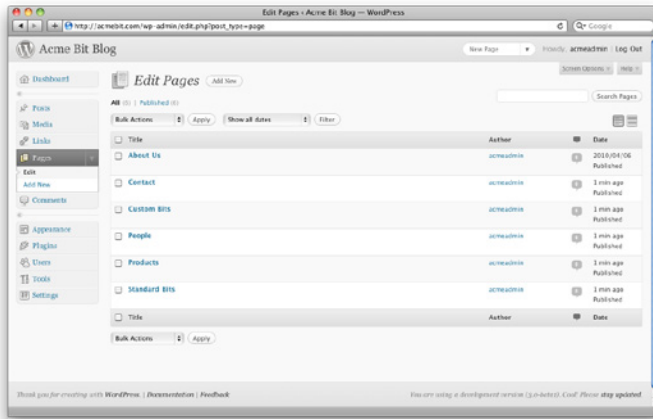 Edit Pages ‹ Acme Bit Blog — WordPress
http://acmebit.com/wp-admin/edit.php?post_type=page
Google
Acme Bit Blog
New Page
Howdy, acmeadmin | Log Out
Screen Options
Help
Dashboard
Posts
Media
Links
Pages
Edit
Add New
Comments
Appearance
Plugins
Users
Tools
Settings
Edit Pages
Add New
All (6) | Published (6)
Search Pages
Bulk Actions Apply Show all dates Filter
Title Author Date
About Us acmeadmin 2010/04/06
Published
Contact acmeadmin 1 min ago
Published
Custom Bits acmeadmin 1 min ago
Published
People acmeadmin 1 min ago
Published
Products acmeadmin 1 min ago
Published
Standard Bits acmeadmin 1 min ago
Published
Title Author Date
Bulk Actions Apply
Thank you for creating with WordPress. | Documentation | Feedback
You are using a development version (3.0-beta1). Cool! Please stay updated.